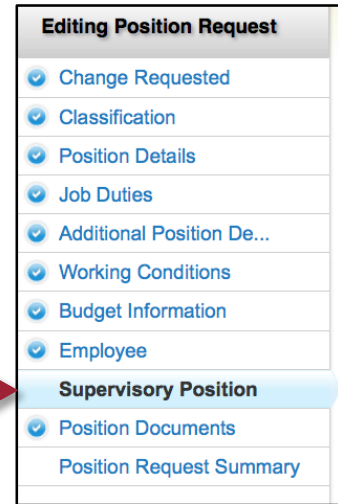 Editing Position Request
Change Requested
Classification
Position Details
Job Duties
Additional Position De...
Working Conditions
Budget Information
Employee
Supervisory Position
Position Documents
Position Request Summary